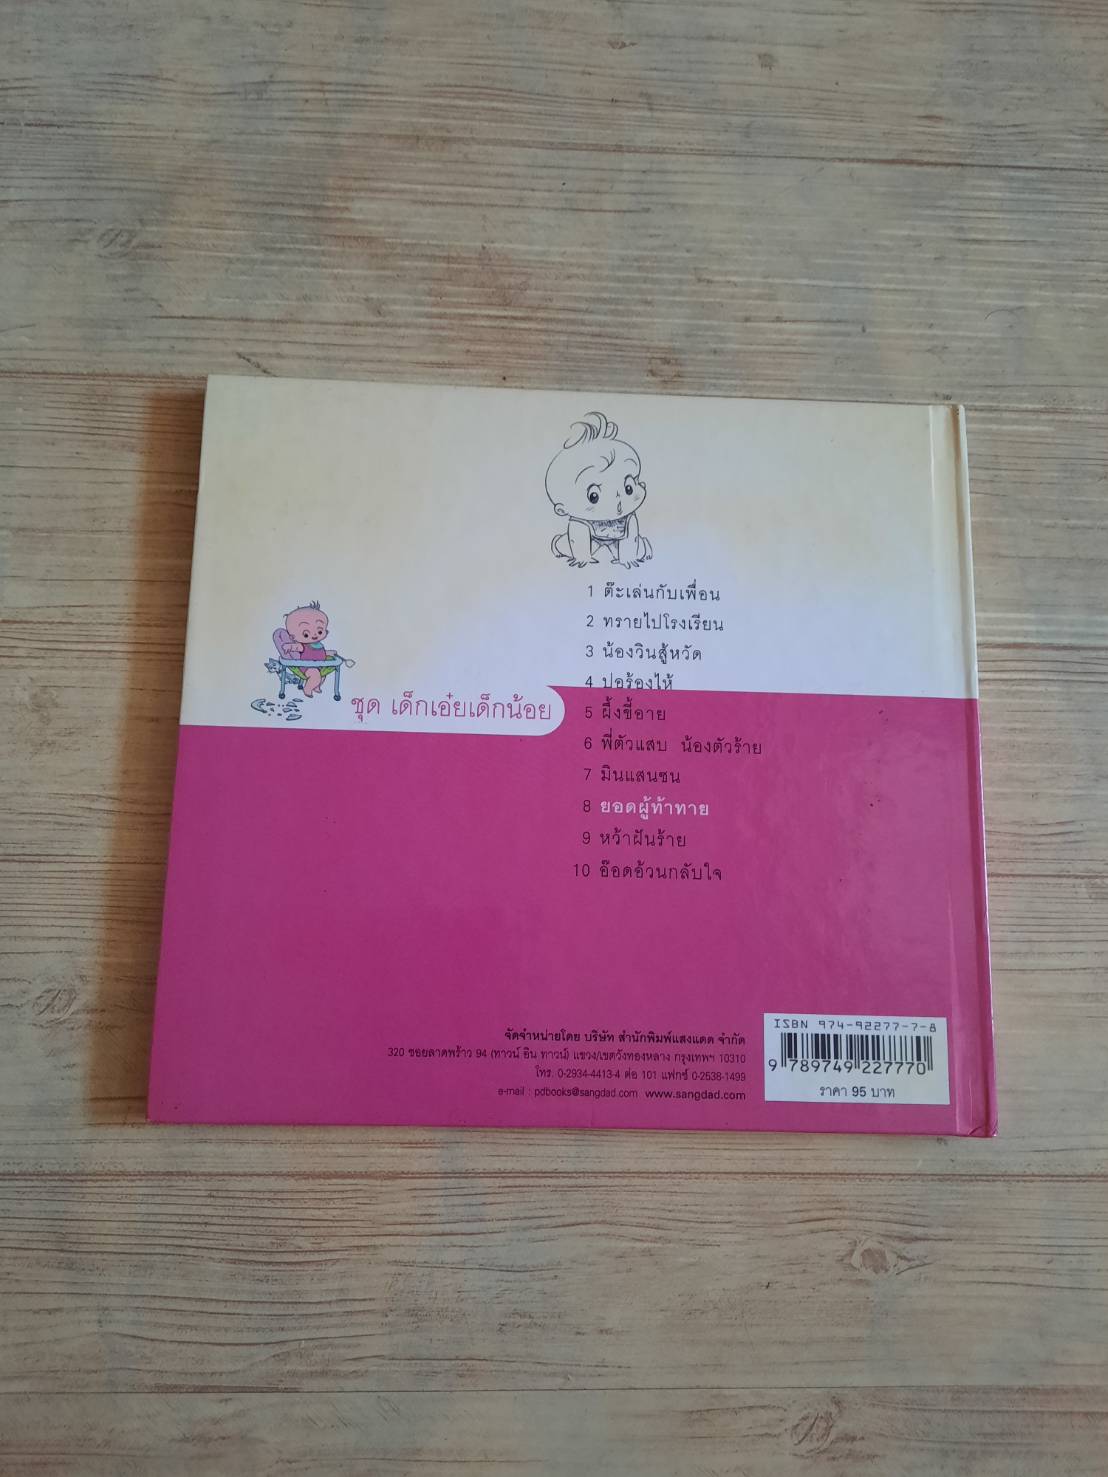 1 ต๊ะเล่นกับเพื่อน
2 ทรายไปโรงเรียน
3 น้องวินสู้หวัด
4 ปอร้องไห้
ชุด เด็กเอ๋ยเด็กน้อย
5 ผึ้งขี้อาย
6 พี่ตัวแสบ น้องตัวร้าย
7 มินแสนซน
8 ยอดผู้ท้าทาย
9 หว้าฝันร้าย
10 อ๊อดอ้วนกลับใจ
จัดจำหน่ายโดย บริษัท สำนักพิมพ์แสงแดด จำกัด
320 ซอยลาดพร้าว 94 (ทาวน์ อิน ทาวน์) แขวง/เขตวังทองหลาง กรุงเทพฯ 10310
โทร. 0-2934-4413-4 ต่อ 101 แฟกซ์ 0-2538-1499
e-mail : pdbooks@sangdad.com www.sangdad.com
ISBN 974-92277-7-8
9 789749 227770
ราคา 95 บาท